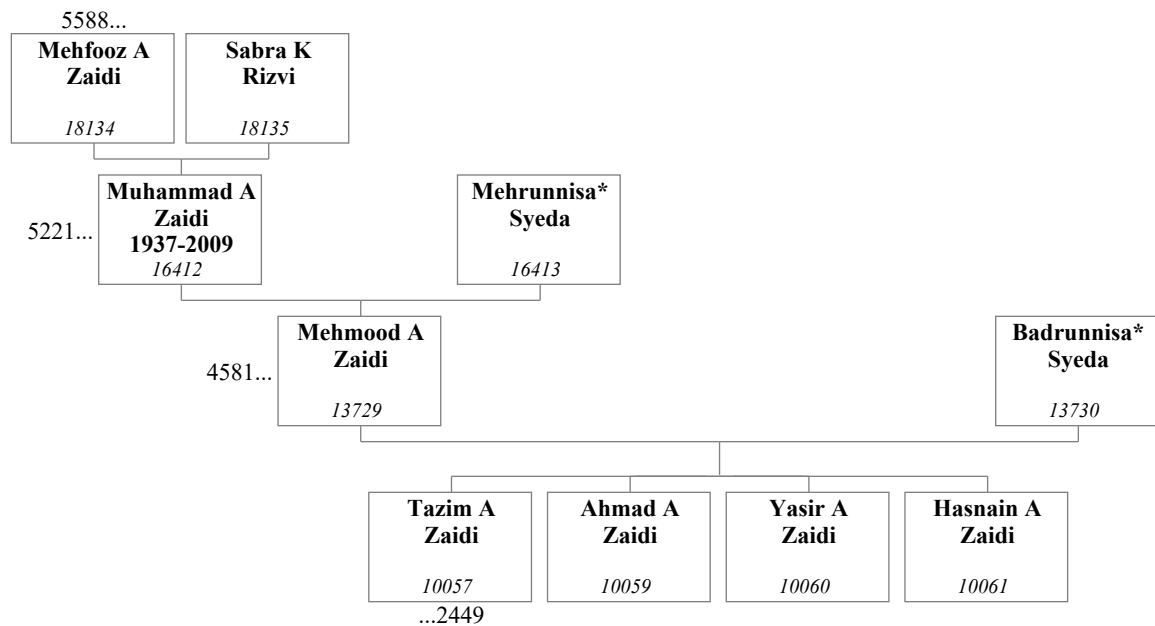 5588...
Mehfooz A
Zaidi
18134
Sabra K
Rizvi
18135
5221...
Muhammad A
Zaidi
1937-2009
16412
Mehrunnisa*
Syeda
16413
4581...
Mehmood A
Zaidi
13729
Badrunnisa*
Syeda
13730
Tazim A
Zaidi
10057
...2449
Ahmad A
Zaidi
10059
Yasir A
Zaidi
10060
Hasnain A
Zaidi
10061